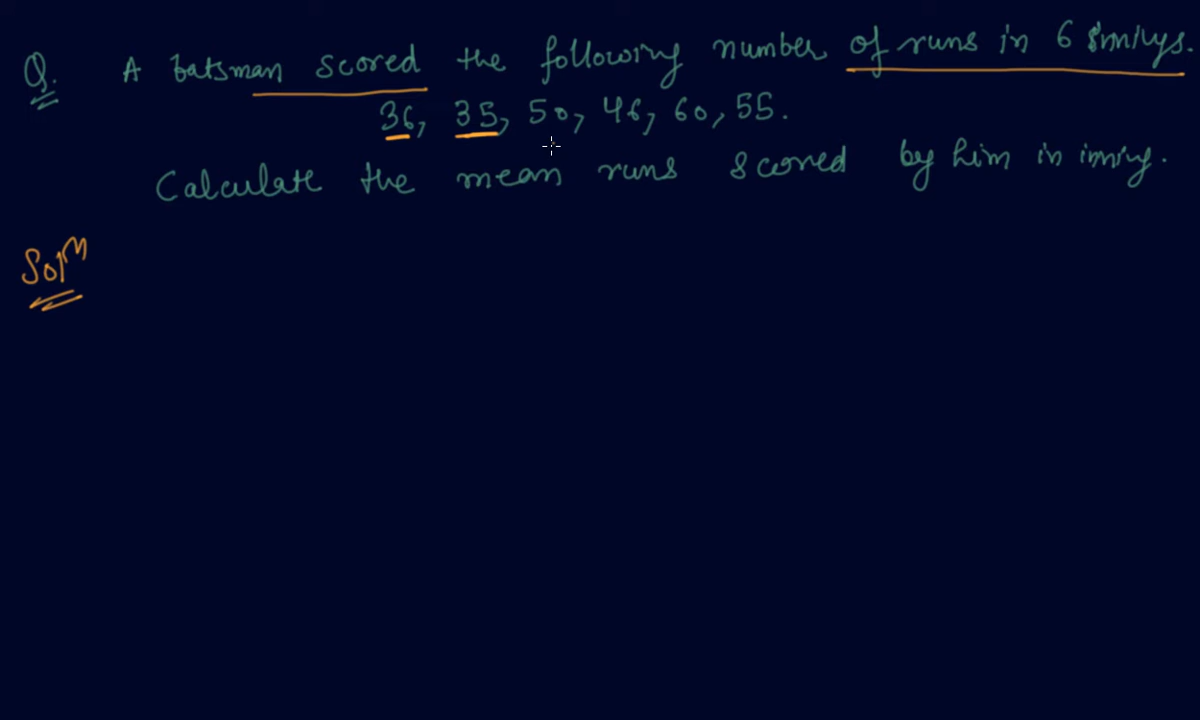 Q. A batsman scored the following number of runs in 6 innings.
36, 35, 50, 46, 60, 55.
Calculate the mean runs scored by him in inning.
Soln